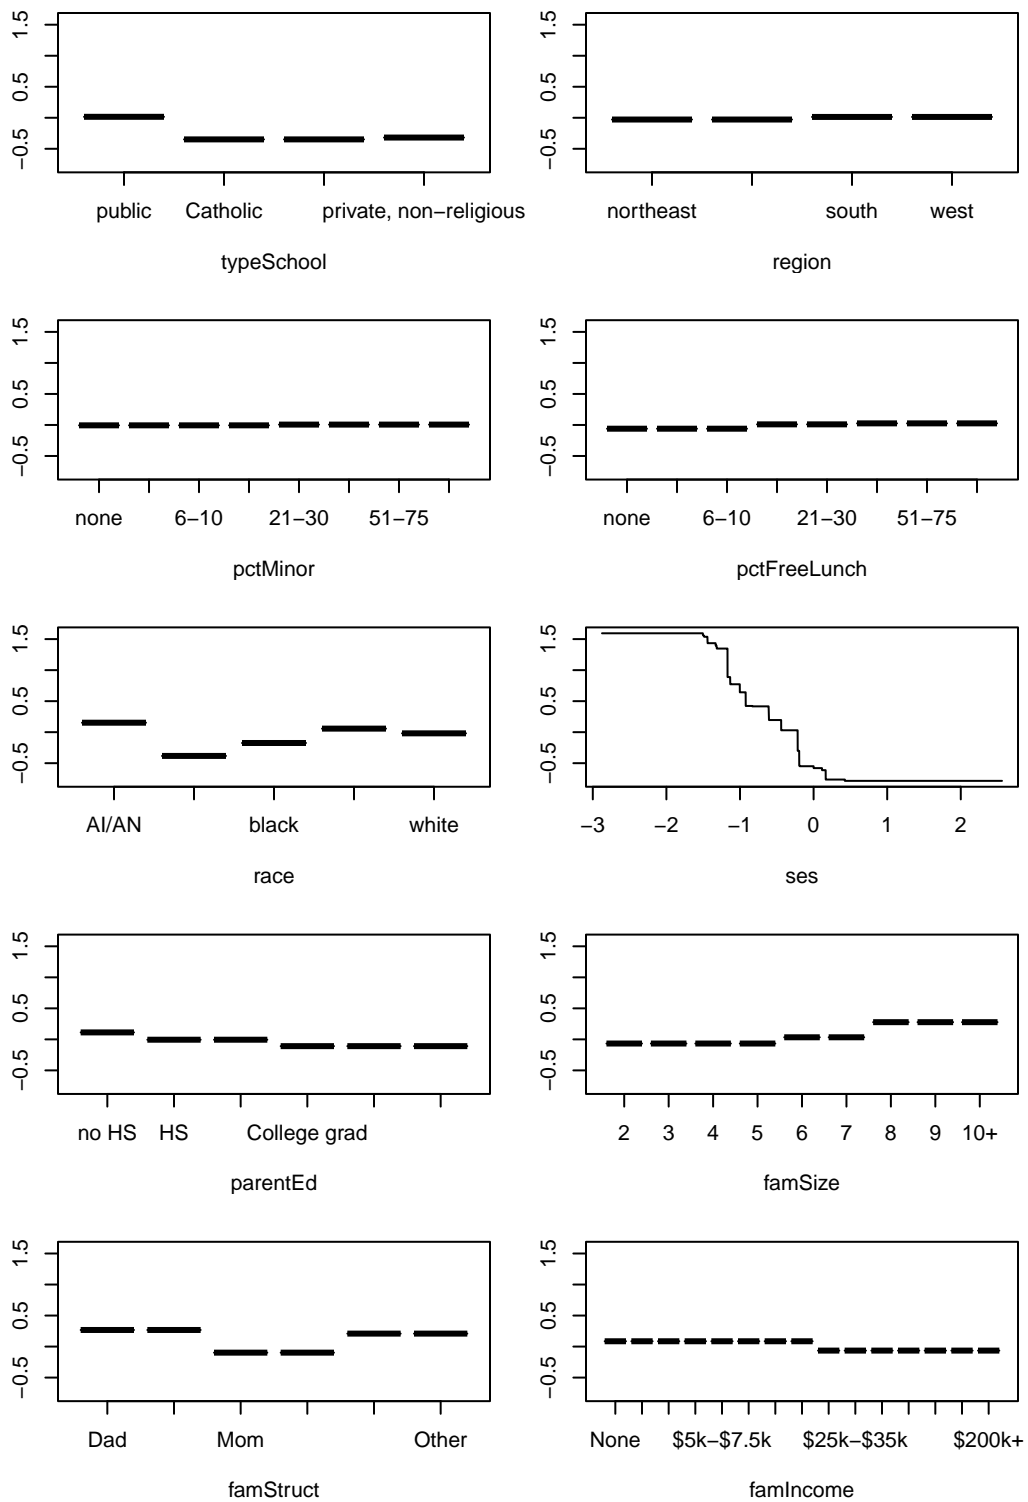 1.5
0.5
−0.5
public Catholic private, non−religious
typeSchool
1.5
0.5
−0.5
northeast south west
region
1.5
0.5
−0.5
none 6−10 21−30 51−75
pctMinor
1.5
0.5
−0.5
none 6−10 21−30 51−75
pctFreeLunch
1.5
0.5
−0.5
AI/AN black white
race
1.5
0.5
−0.5
−3 −2 −1 0 1 2
ses
1.5
0.5
−0.5
no HS HS College grad
parentEd
1.5
0.5
−0.5
2 3 4 5 6 7 8 9 10+
famSize
1.5
0.5
−0.5
Dad Mom Other
famStruct
1.5
0.5
−0.5
None $5k−$7.5k $25k−$35k $200k+
famIncome